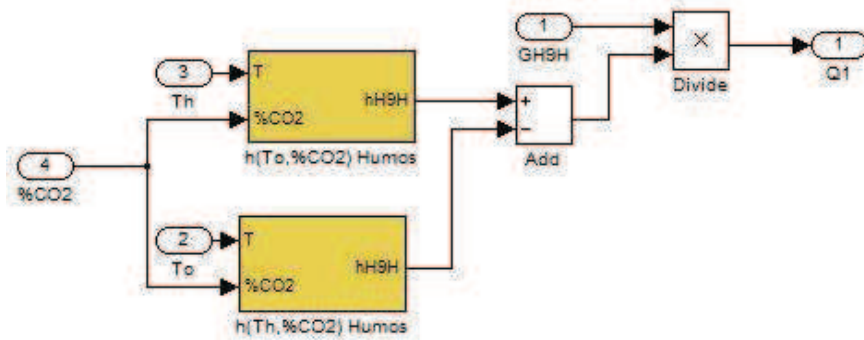 1
GH9H
×
Divide
1
Q1
3
Th
T
%CO2
hH9H
h(To,%CO2) Humos
+
−
Add
4
%CO2
2
To
T
%CO2
hH9H
h(Th,%CO2) Humos